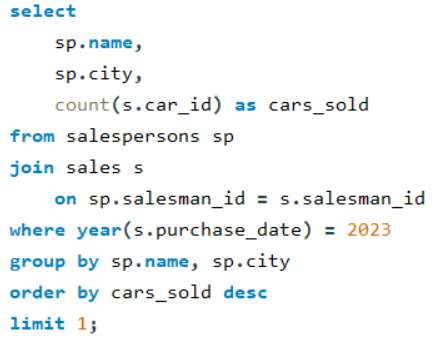 select
    sp.name,
    sp.city,
    count(s.car_id) as cars_sold
from salespersons sp
join sales s
    on sp.salesman_id = s.salesman_id
where year(s.purchase_date) = 2023
group by sp.name, sp.city
order by cars_sold desc
limit 1;